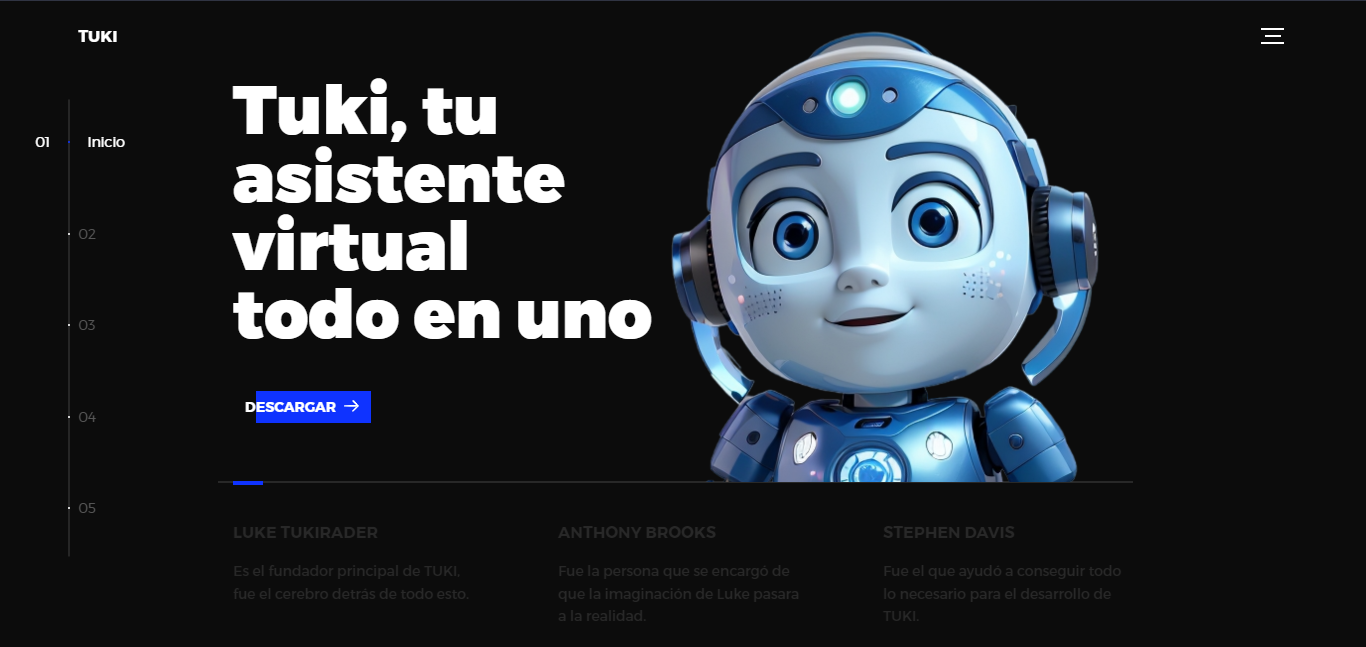 TUKI
01 Inicio
02
03
04
05
Tuki, tu
asistente
virtual
todo en uno
DESCARGAR
LUKE TUKIRADER
Es el fundador principal de TUKI,
fue el cerebro detrás de todo esto.
ANTHONY BROOKS
Fue la persona que se encargó de
que la imaginación de Luke pasara
a la realidad.
STEPHEN DAVIS
Fue el que ayudó a conseguir todo
lo necesario para el desarrollo de
TUKI.